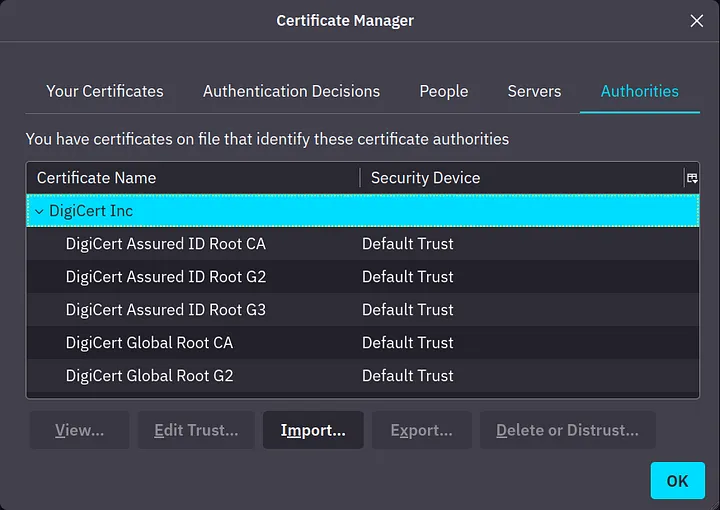 Certificate Manager
Your Certificates Authentication Decisions People Servers Authorities
You have certificates on file that identify these certificate authorities
Certificate Name Security Device
DigiCert Inc
DigiCert Assured ID Root CA Default Trust
DigiCert Assured ID Root G2 Default Trust
DigiCert Assured ID Root G3 Default Trust
DigiCert Global Root CA Default Trust
DigiCert Global Root G2 Default Trust
View... Edit Trust... Import... Export... Delete or Distrust...
OK